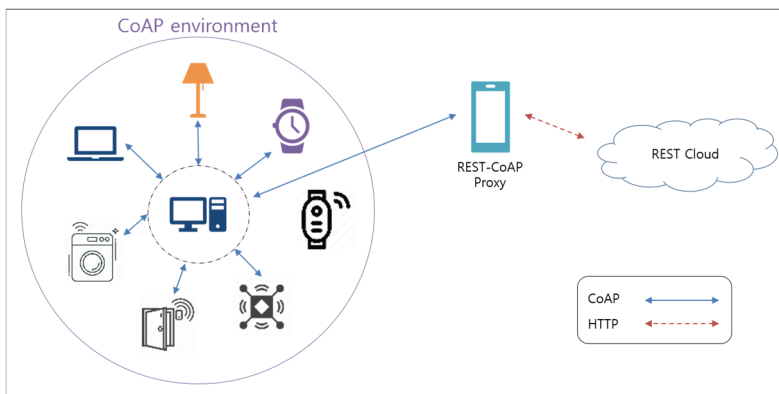 CoAP environment
REST-CoAP
Proxy
REST Cloud
CoAP
HTTP